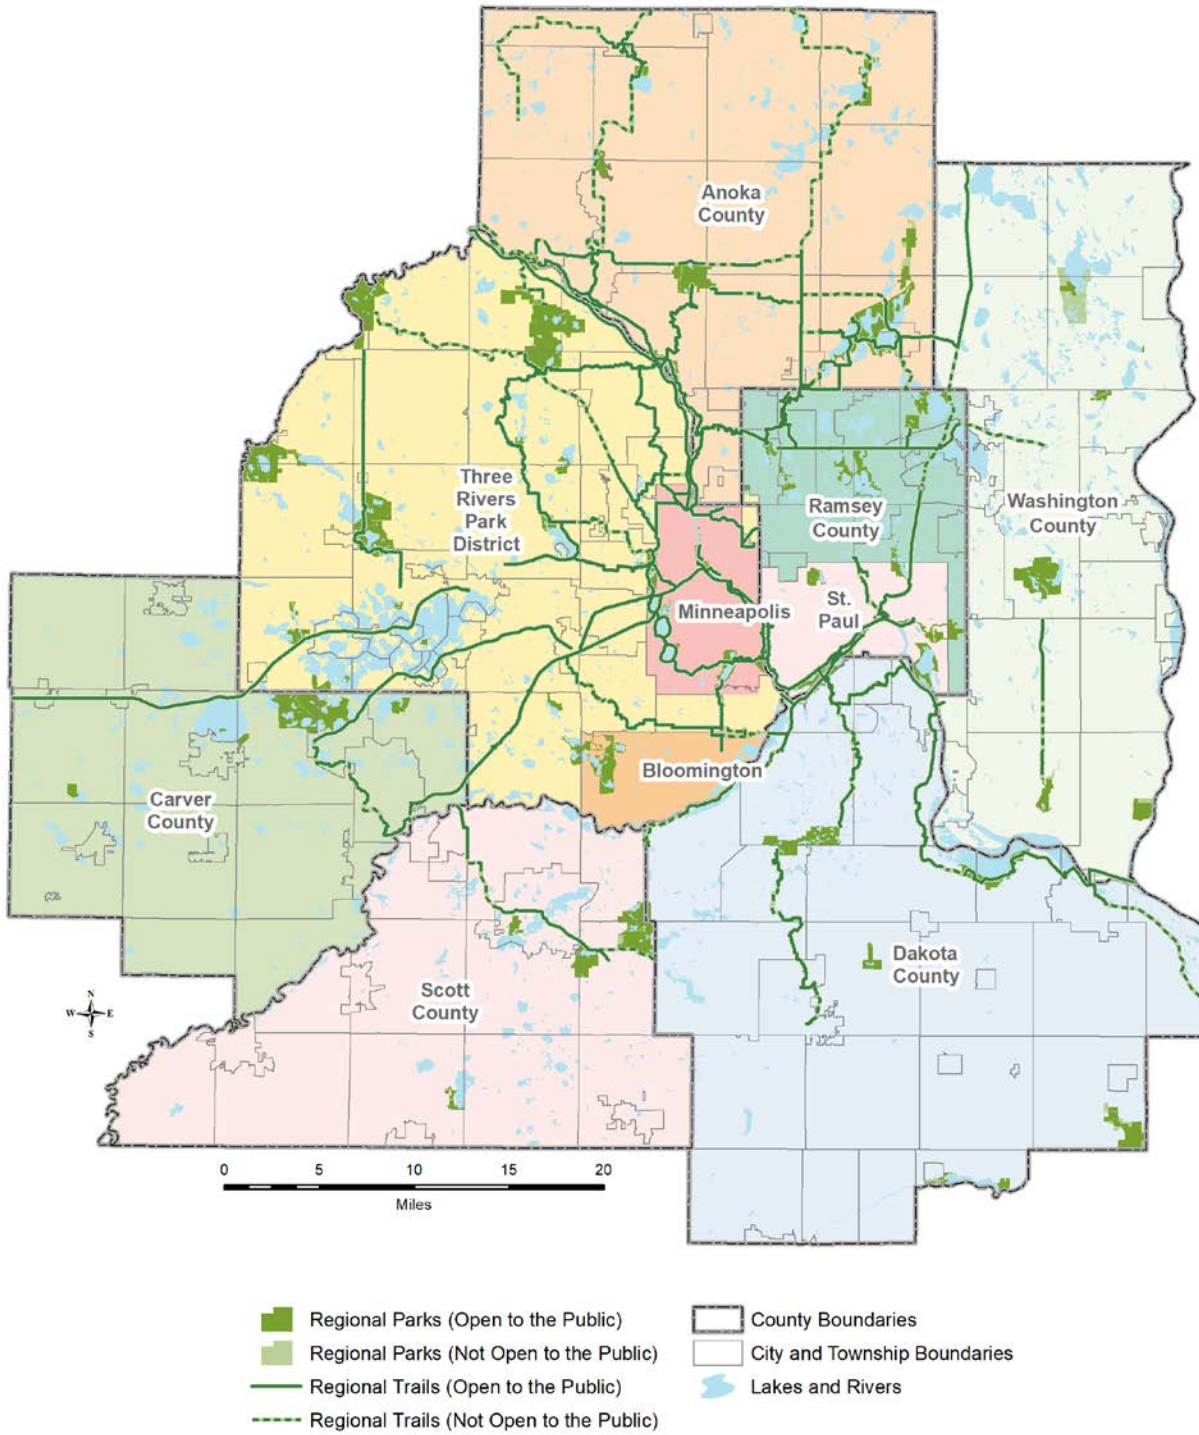 Anoka
County
Three
Rivers
Park
District
Ramsey
County
Washington
County
Minneapolis
St.
Paul
Bloomington
Carver
County
Scott
County
Dakota
County
N
W E
S
0 5 10 15 20
Miles
Regional Parks (Open to the Public)
Regional Parks (Not Open to the Public)
Regional Trails (Open to the Public)
Regional Trails (Not Open to the Public)
County Boundaries
City and Township Boundaries
Lakes and Rivers